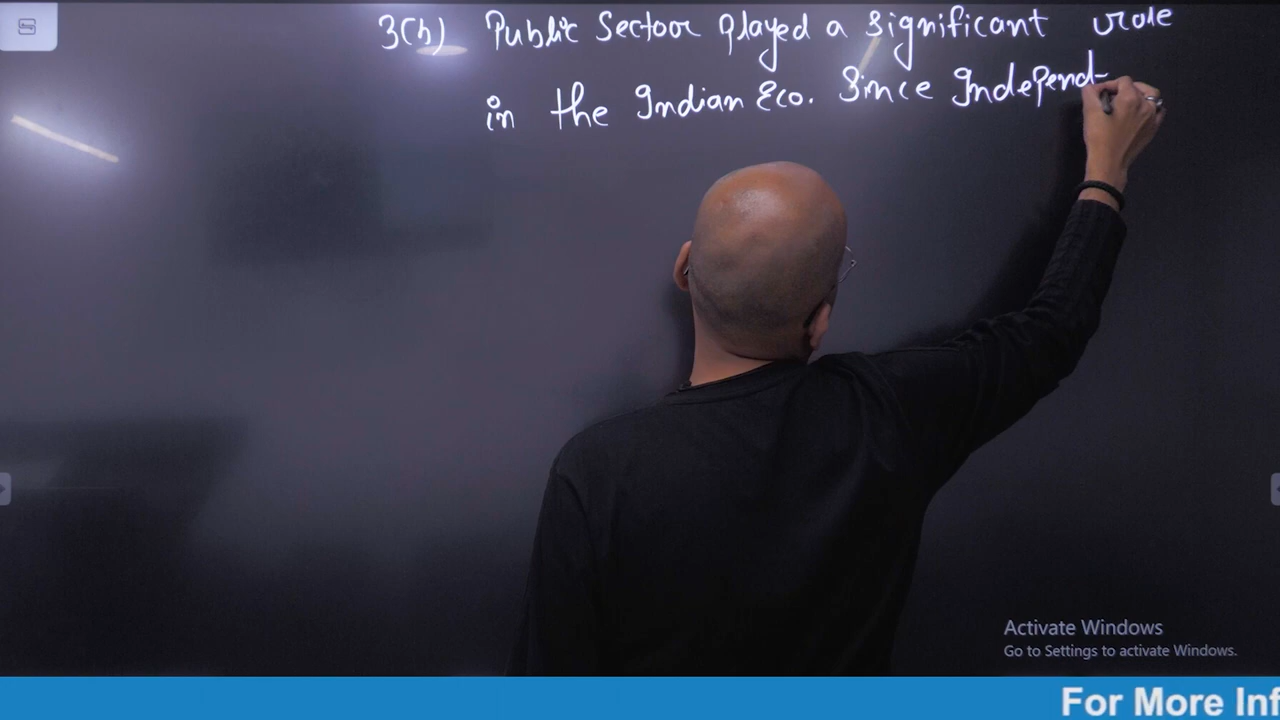 3(h) Public Sector Played a Significant role
in the Indian Eco. Since Independ-
Activate Windows
Go to Settings to activate Windows.
For More Inf